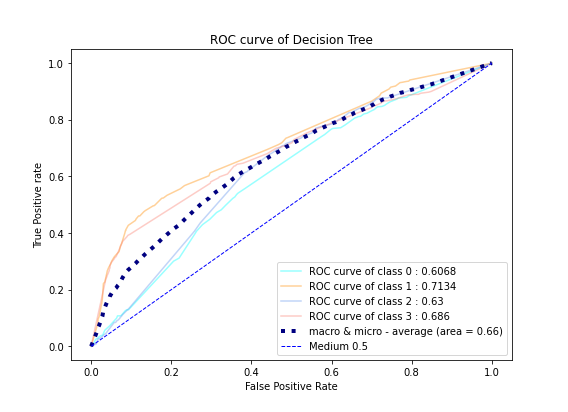 ROC curve of Decision Tree
True Positive rate
1.0
0.8
0.6
0.4
0.2
0.0
ROC curve of class 0 : 0.6068
ROC curve of class 1 : 0.7134
ROC curve of class 2 : 0.63
ROC curve of class 3 : 0.686
macro & micro - average (area = 0.66)
Medium 0.5
0.0 0.2 0.4 0.6 0.8 1.0
False Positive Rate